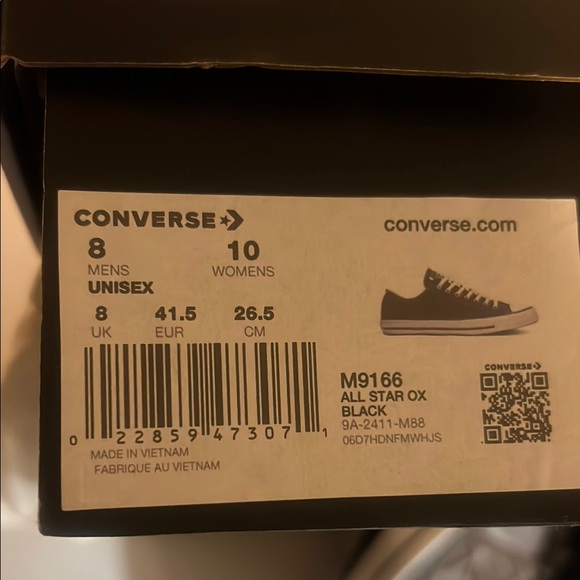 CONVERSE
converse.com
8 10
MENS WOMENS
UNISEX
8 41.5 26.5
UK EUR CM
M9166
CONVERSE
ALL STAR OX
BLACK
9A-2411-M88
06D7HDNFMWHJS
0 22859 47307 1
MADE IN VIETNAM
FABRIQUE AU VIETNAM